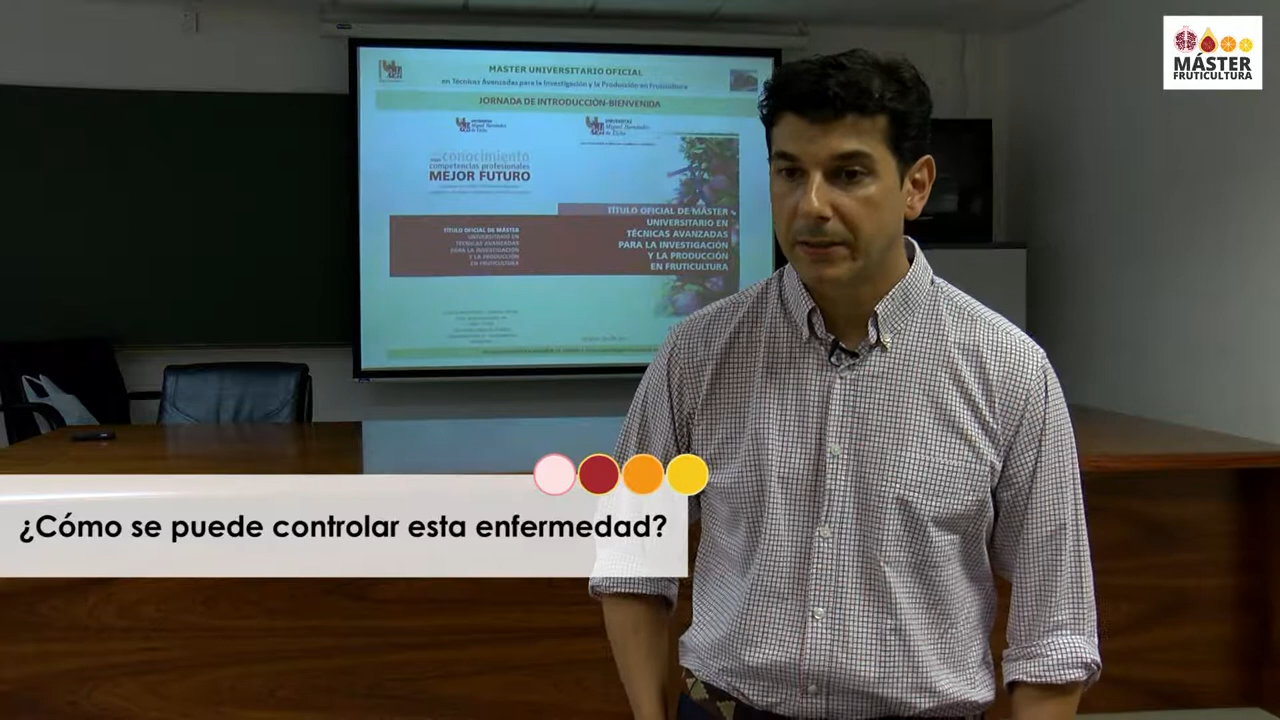 MÁSTER
FRUTICULTURA
MASTER UNIVERSITARIO OFICIAL
en Técnicas Avanzadas para la Investigación y la Producción en Fruticultura
JORNADA DE INTRODUCCIÓN-BIENVENIDA
Miguel Hernández
conocimiento
competencias profesionales
MEJOR FUTURO
TÍTULO OFICIAL DE MÁSTER
UNIVERSITARIO EN
TÉCNICAS AVANZADAS
PARA LA INVESTIGACIÓN
Y LA PRODUCCIÓN
EN FRUTICULTURA
TÍTULO OFICIAL DE MÁSTER
UNIVERSITARIO EN
TÉCNICAS AVANZADAS
PARA LA INVESTIGACIÓN
Y LA PRODUCCIÓN
EN FRUTICULTURA
¿Cómo se puede controlar esta enfermedad?